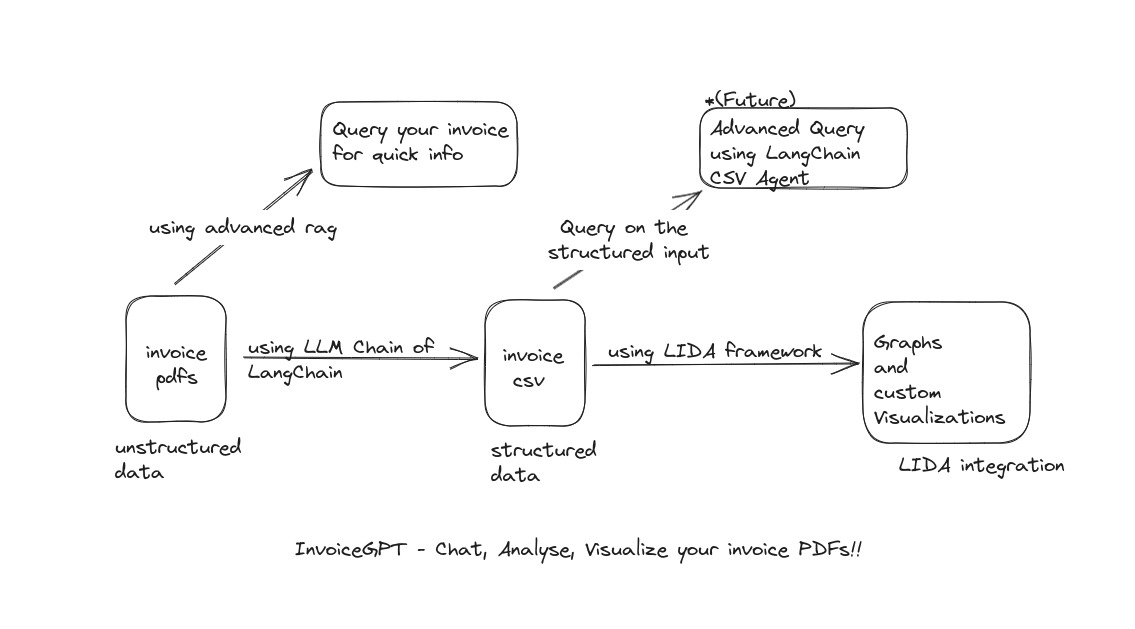 *(Future)
Query your invoice
for quick info
Advanced Query
using LangChain
CSV Agent
using advanced rag
Query on the
structured input
invoice
pdfs
using LLM Chain of
LangChain
invoice
csv
using LIDA framework
Graphs
and
custom
Visualizations
unstructured
data
structured
data
LIDA integration
InvoiceGPT - Chat, Analyse, Visualize your invoice PDFs!!